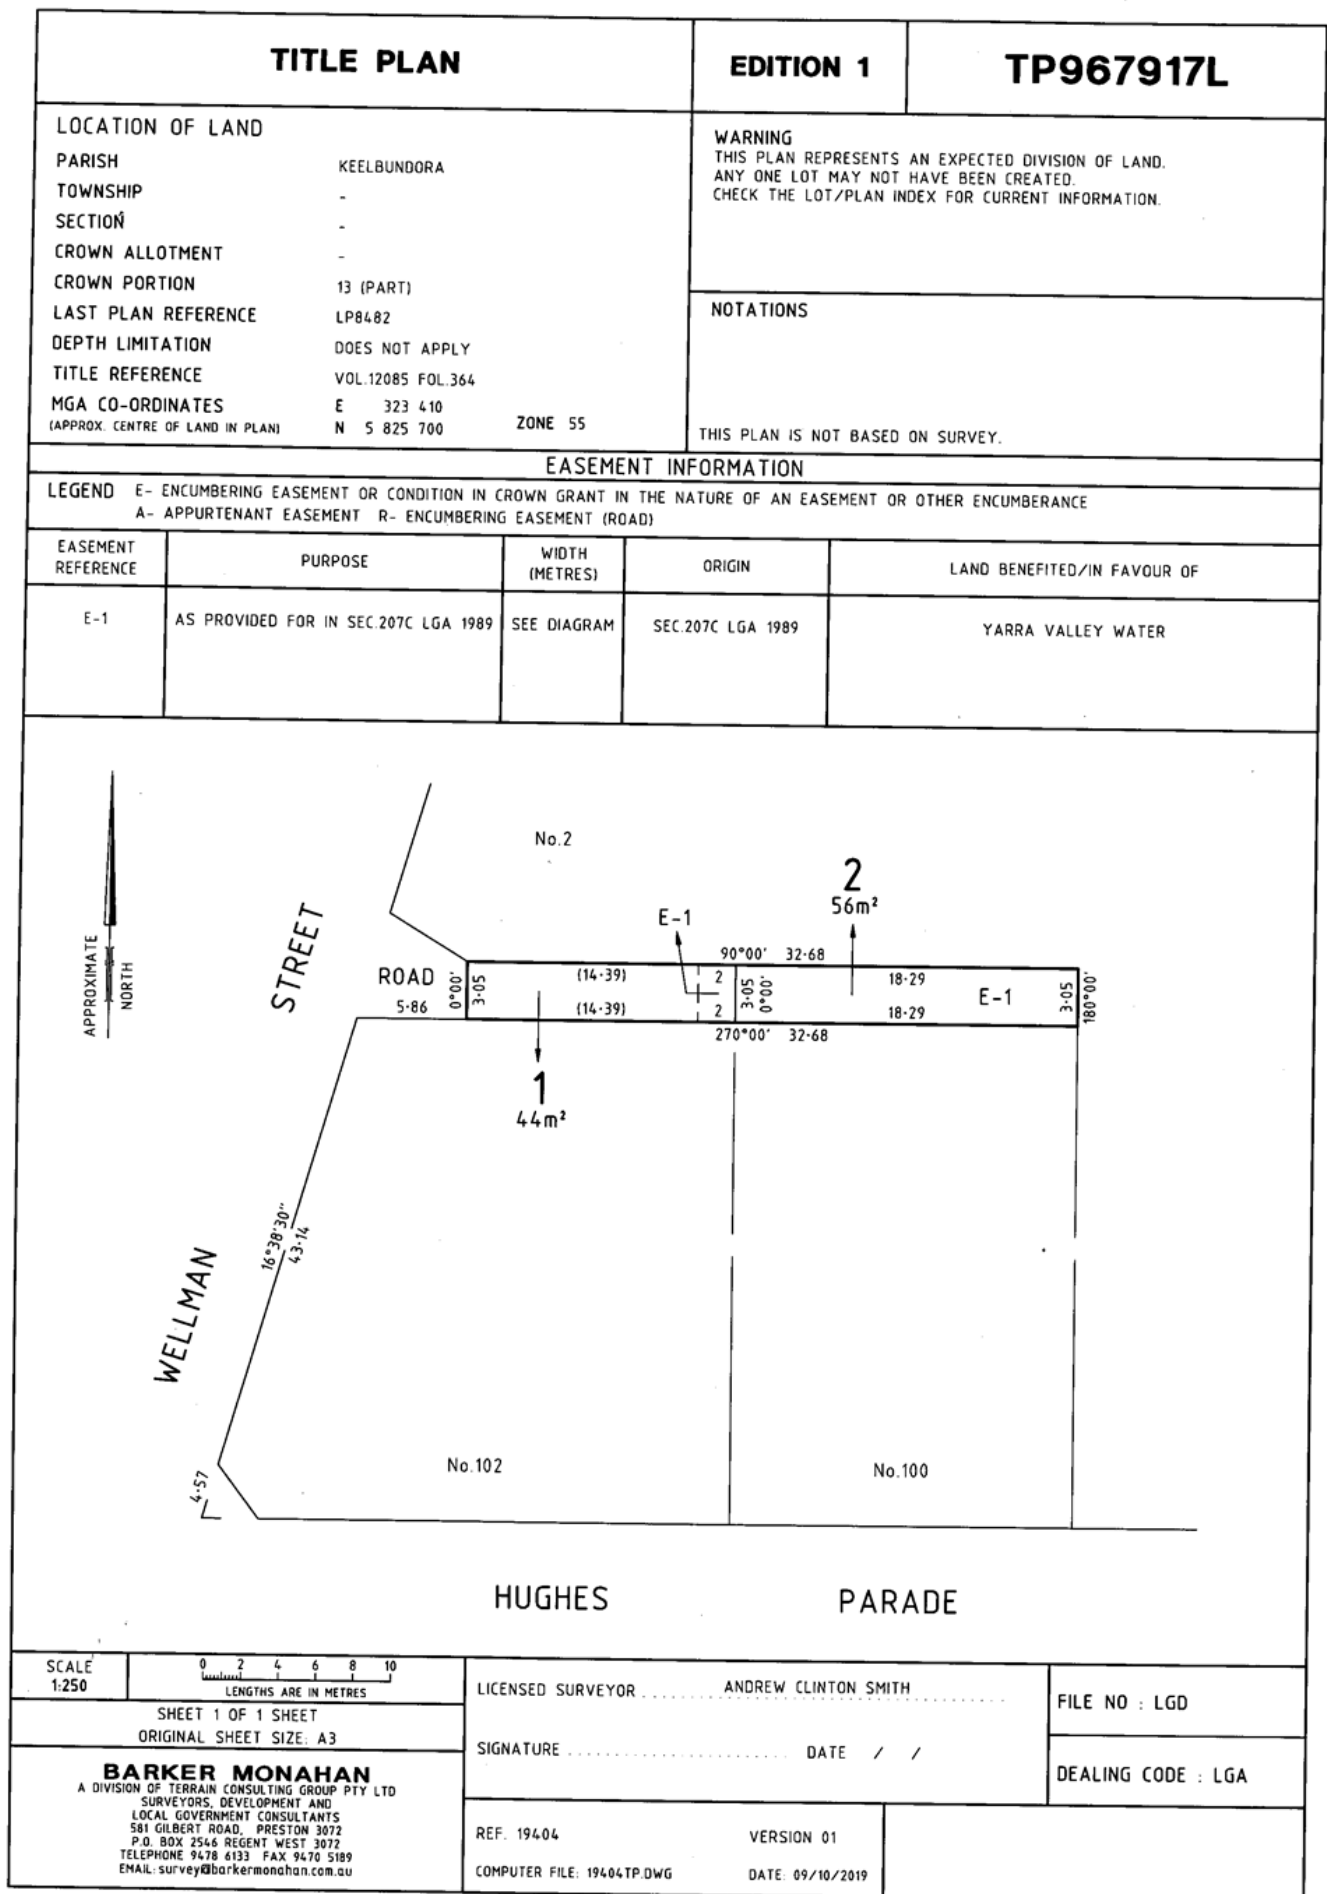 TITLE PLAN
EDITION 1
TP967917L
LOCATION OF LAND
PARISH KEELBUNDORA
TOWNSHIP -
SECTION -
CROWN ALLOTMENT -
CROWN PORTION 13 (PART)
LAST PLAN REFERENCE LP8482
DEPTH LIMITATION DOES NOT APPLY
TITLE REFERENCE VOL.12085 FOL.364
MGA CO-ORDINATES E 323 410
(APPROX. CENTRE OF LAND IN PLAN) N 5 825 700 ZONE 55
WARNING
THIS PLAN REPRESENTS AN EXPECTED DIVISION OF LAND.
ANY ONE LOT MAY NOT HAVE BEEN CREATED.
CHECK THE LOT/PLAN INDEX FOR CURRENT INFORMATION.
NOTATIONS
THIS PLAN IS NOT BASED ON SURVEY.
EASEMENT INFORMATION
LEGEND E- ENCUMBERING EASEMENT OR CONDITION IN CROWN GRANT IN THE NATURE OF AN EASEMENT OR OTHER ENCUMBERANCE
A- APPURTENANT EASEMENT R- ENCUMBERING EASEMENT (ROAD)
EASEMENT
REFERENCE
PURPOSE
WIDTH
(METRES)
ORIGIN
LAND BENEFITED/IN FAVOUR OF
E-1
AS PROVIDED FOR IN SEC.207C LGA 1989
SEE DIAGRAM
SEC.207C LGA 1989
YARRA VALLEY WATER
APPROXIMATE
NORTH
No.2
2
56m²
E-1
STREET
90°00' 32·68
ROAD
0°00'
3·05
(14·39)
2
3·05
0°00'
18·29
E-1
3·05
180°00'
5·86
(14·39)
2
18·29
270°00' 32·68
1
44m²
16°38'30"
43·14
WELLMAN
No.102
No.100
4·57
HUGHES PARADE
SCALE
1:250
0 2 4 6 8 10
LENGTHS ARE IN METRES
SHEET 1 OF 1 SHEET
ORIGINAL SHEET SIZE: A3
BARKER MONAHAN
A DIVISION OF TERRAIN CONSULTING GROUP PTY LTD
SURVEYORS, DEVELOPMENT AND
LOCAL GOVERNMENT CONSULTANTS
581 GILBERT ROAD, PRESTON 3072
P.O. BOX 2546 REGENT WEST 3072
TELEPHONE 9478 6133 FAX 9470 5189
EMAIL: survey@barkermonahan.com.au
LICENSED SURVEYOR ANDREW CLINTON SMITH
SIGNATURE DATE / /
REF. 19404 VERSION 01
COMPUTER FILE: 19404TP.DWG DATE: 09/10/2019
FILE NO : LGD
DEALING CODE : LGA